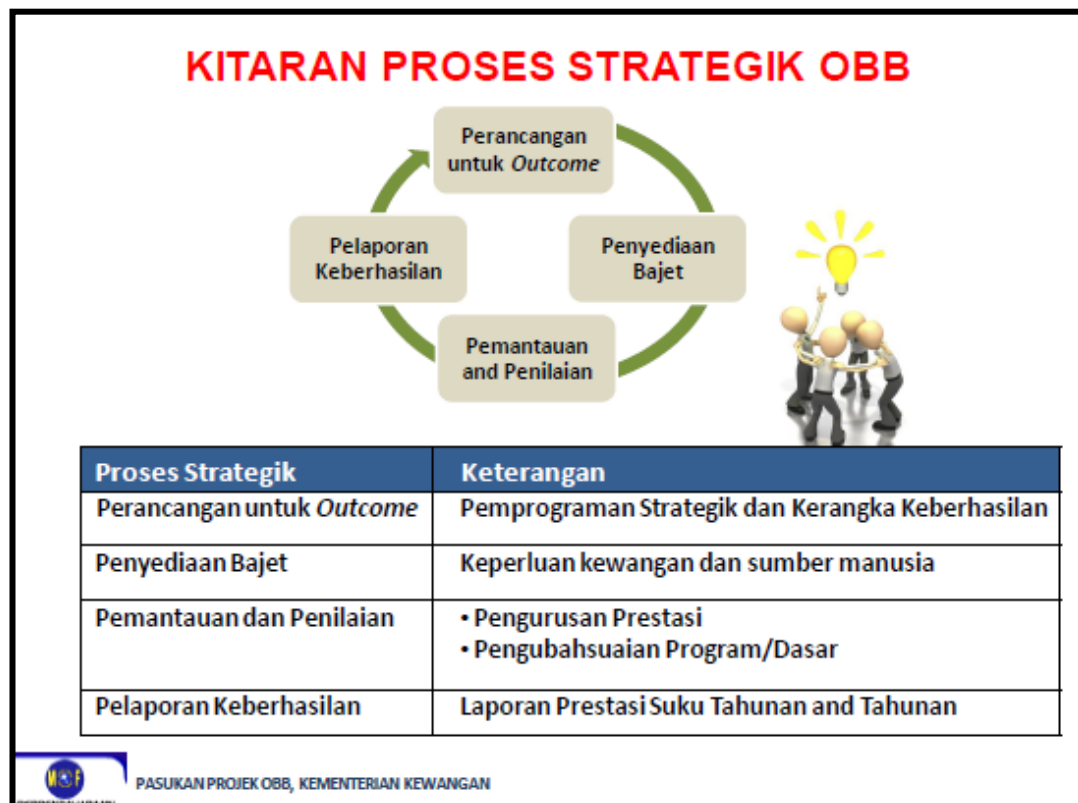 KITARAN PROSES STRATEGIK OBB
Perancangan
untuk Outcome
Pelaporan
Keberhasilan
Penyediaan
Bajet
Pemantauan
and Penilaian
Proses Strategik Keterangan
Perancangan untuk Outcome Pemprograman Strategik dan Kerangka Keberhasilan
Penyediaan Bajet Keperluan kewangan dan sumber manusia
Pemantauan dan Penilaian • Pengurusan Prestasi
• Pengubahsuaian Program/Dasar
Pelaporan Keberhasilan Laporan Prestasi Suku Tahunan and Tahunan
PASUKAN PROJEK OBB, KEMENTERIAN KEWANGAN